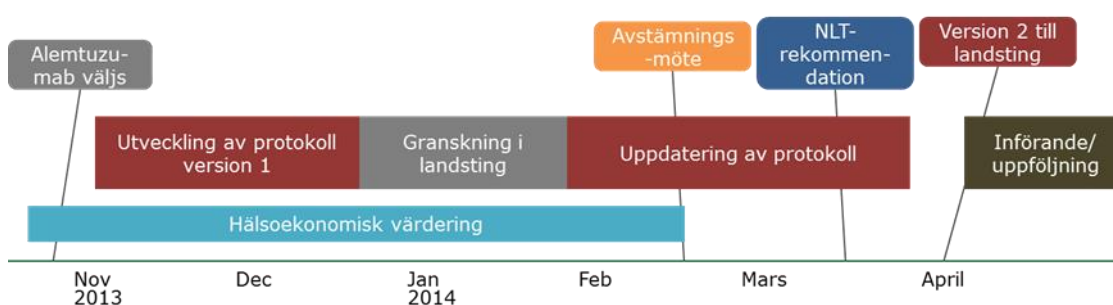 Alemtuzu-
mab väljs
Avstämnings
-möte
NLT-
rekommen-
dation
Version 2 till
landsting
Utveckling av protokoll
version 1
Granskning i
landsting
Uppdatering av protokoll
Införande/
uppföljning
Hälsoekonomisk värdering
Nov
2013
Dec
Jan
2014
Feb
Mars
April